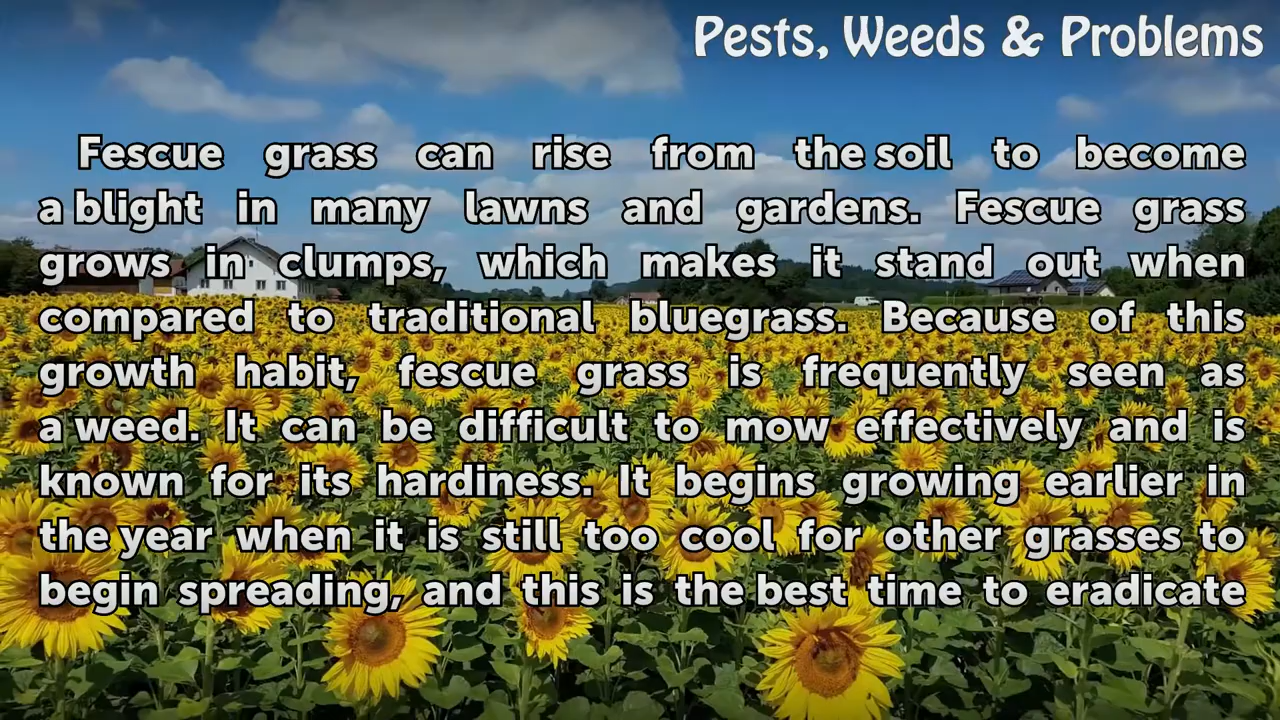 Pests, Weeds & Problems
Fescue grass can rise from the soil to become
a blight in many lawns and gardens. Fescue grass
grows in clumps, which makes it stand out when
compared to traditional bluegrass. Because of this
growth habit, fescue grass is frequently seen as
a weed. It can be difficult to mow effectively and is
known for its hardiness. It begins growing earlier in
the year when it is still too cool for other grasses to
begin spreading, and this is the best time to eradicate